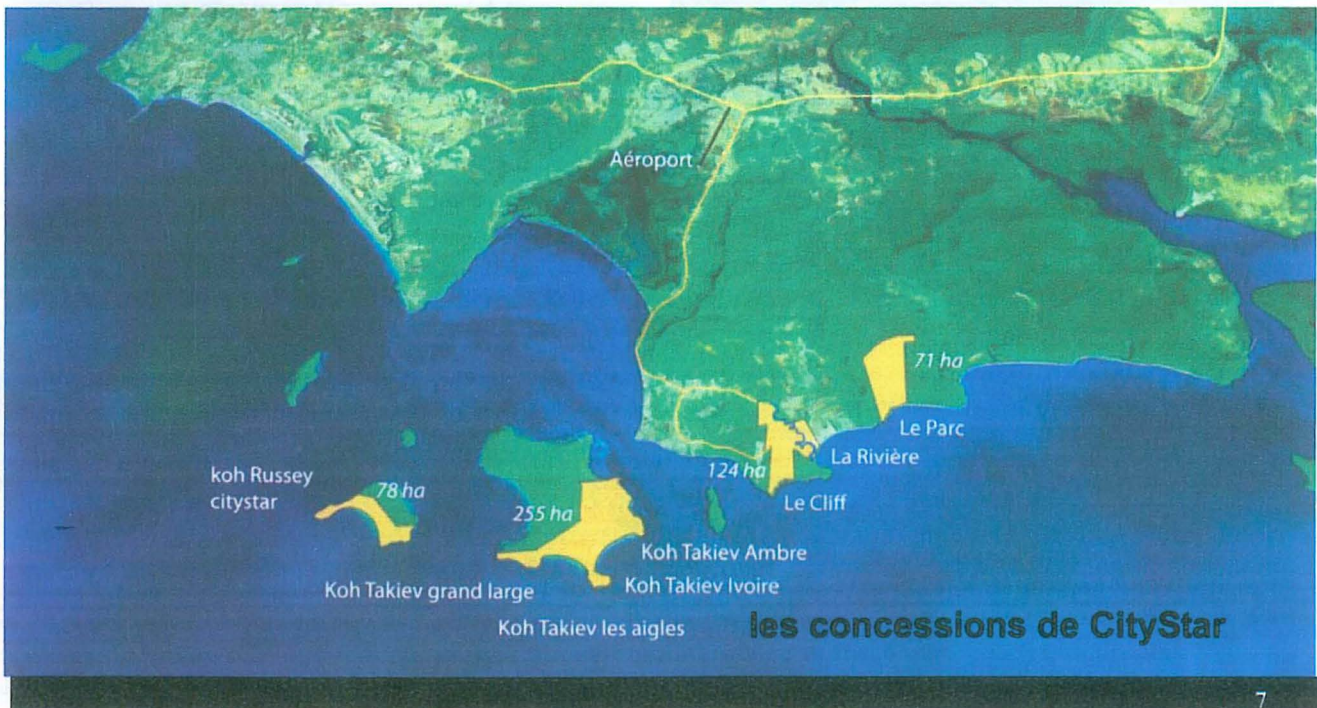 Aéroport
71 ha
Le Parc
La Rivière
124 ha
Le Cliff
koh Russey
citystar
78 ha
255 ha
Koh Takiev Ambre
Koh Takiev grand large
Koh Takiev Ivoire
Koh Takiev les aigles
les concessions de CityStar
7